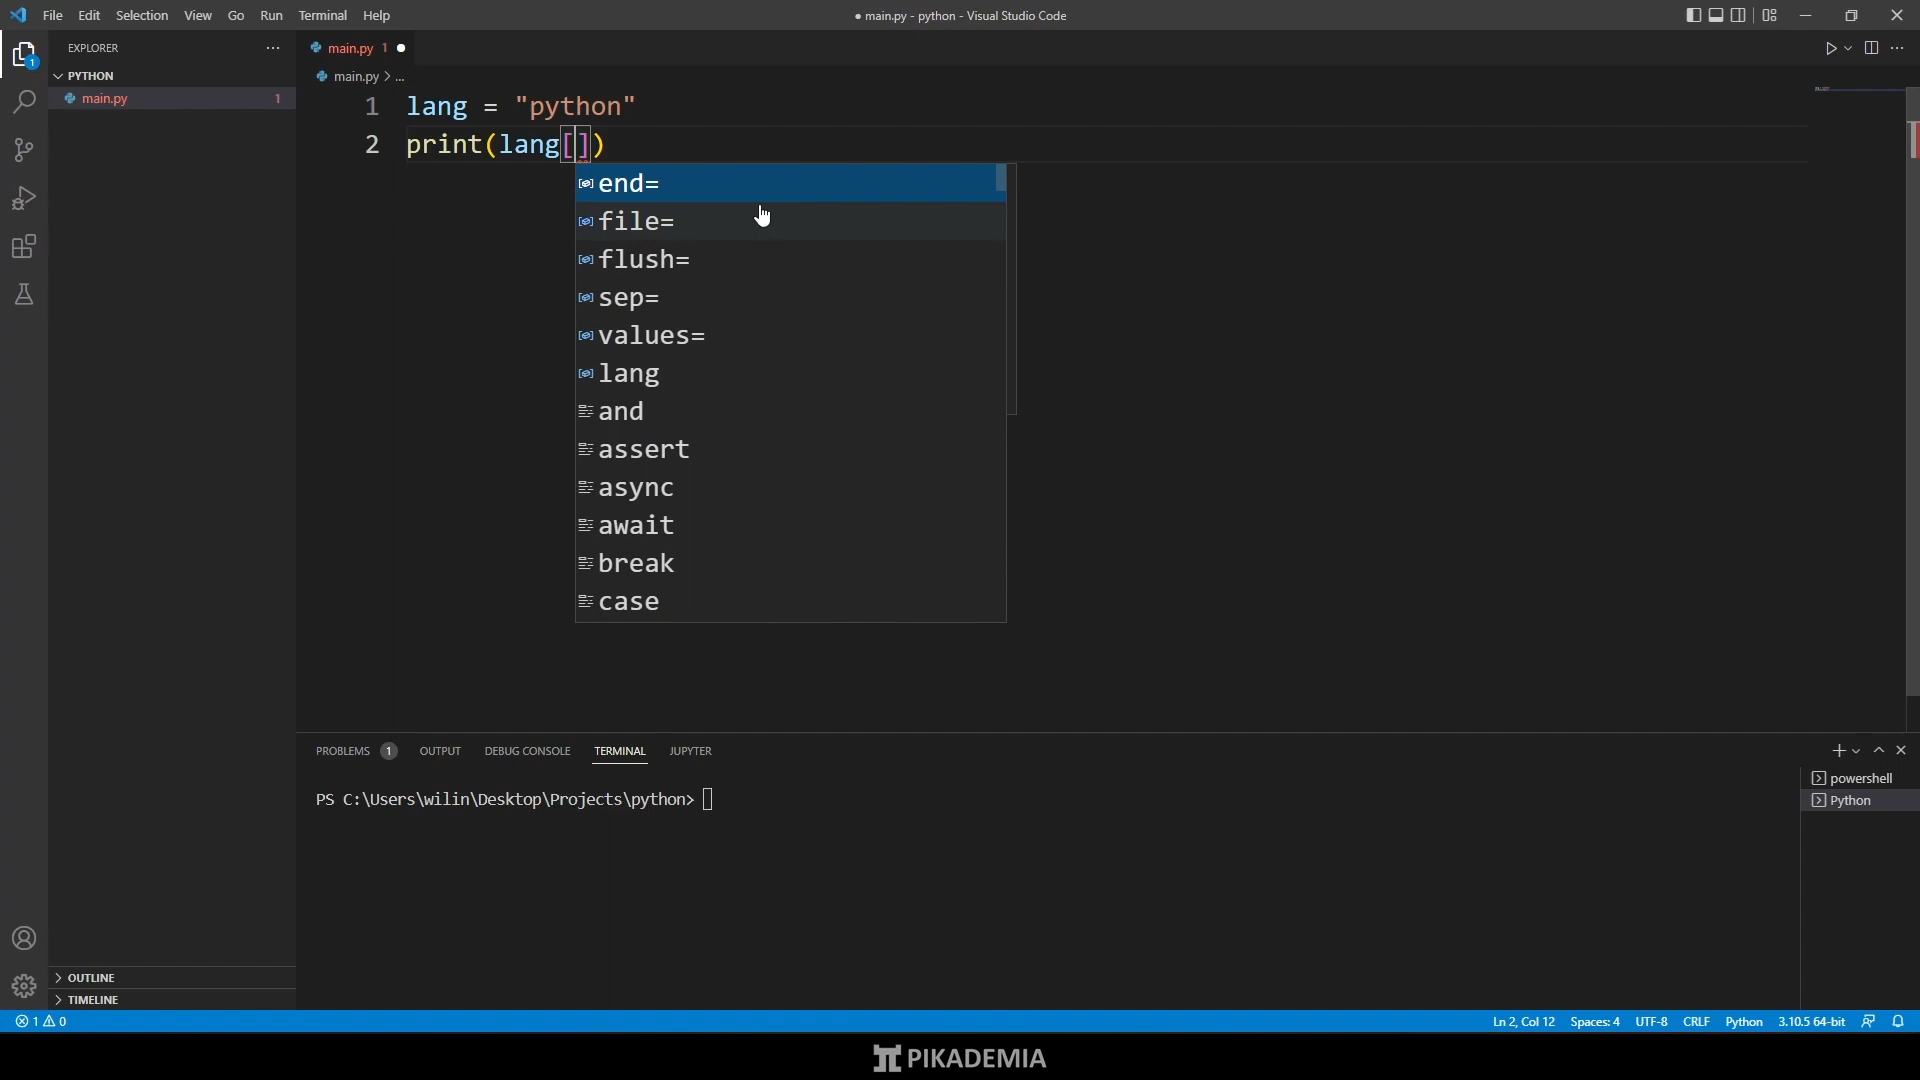 File Edit Selection View Go Run Terminal Help
● main.py - python - Visual Studio Code
EXPLORER
1
PYTHON
main.py 1
main.py 1
main.py > ...
1 lang = "python"
2 print(lang[])
end=
file=
flush=
sep=
values=
lang
and
assert
async
await
break
case
PROBLEMS 1 OUTPUT DEBUG CONSOLE TERMINAL JUPYTER
PS C:\Users\wilin\Desktop\Projects\python>
powershell
Python
OUTLINE
TIMELINE
1 0
Ln 2, Col 12 Spaces: 4 UTF-8 CRLF Python 3.10.5 64-bit
PIKADEMIA